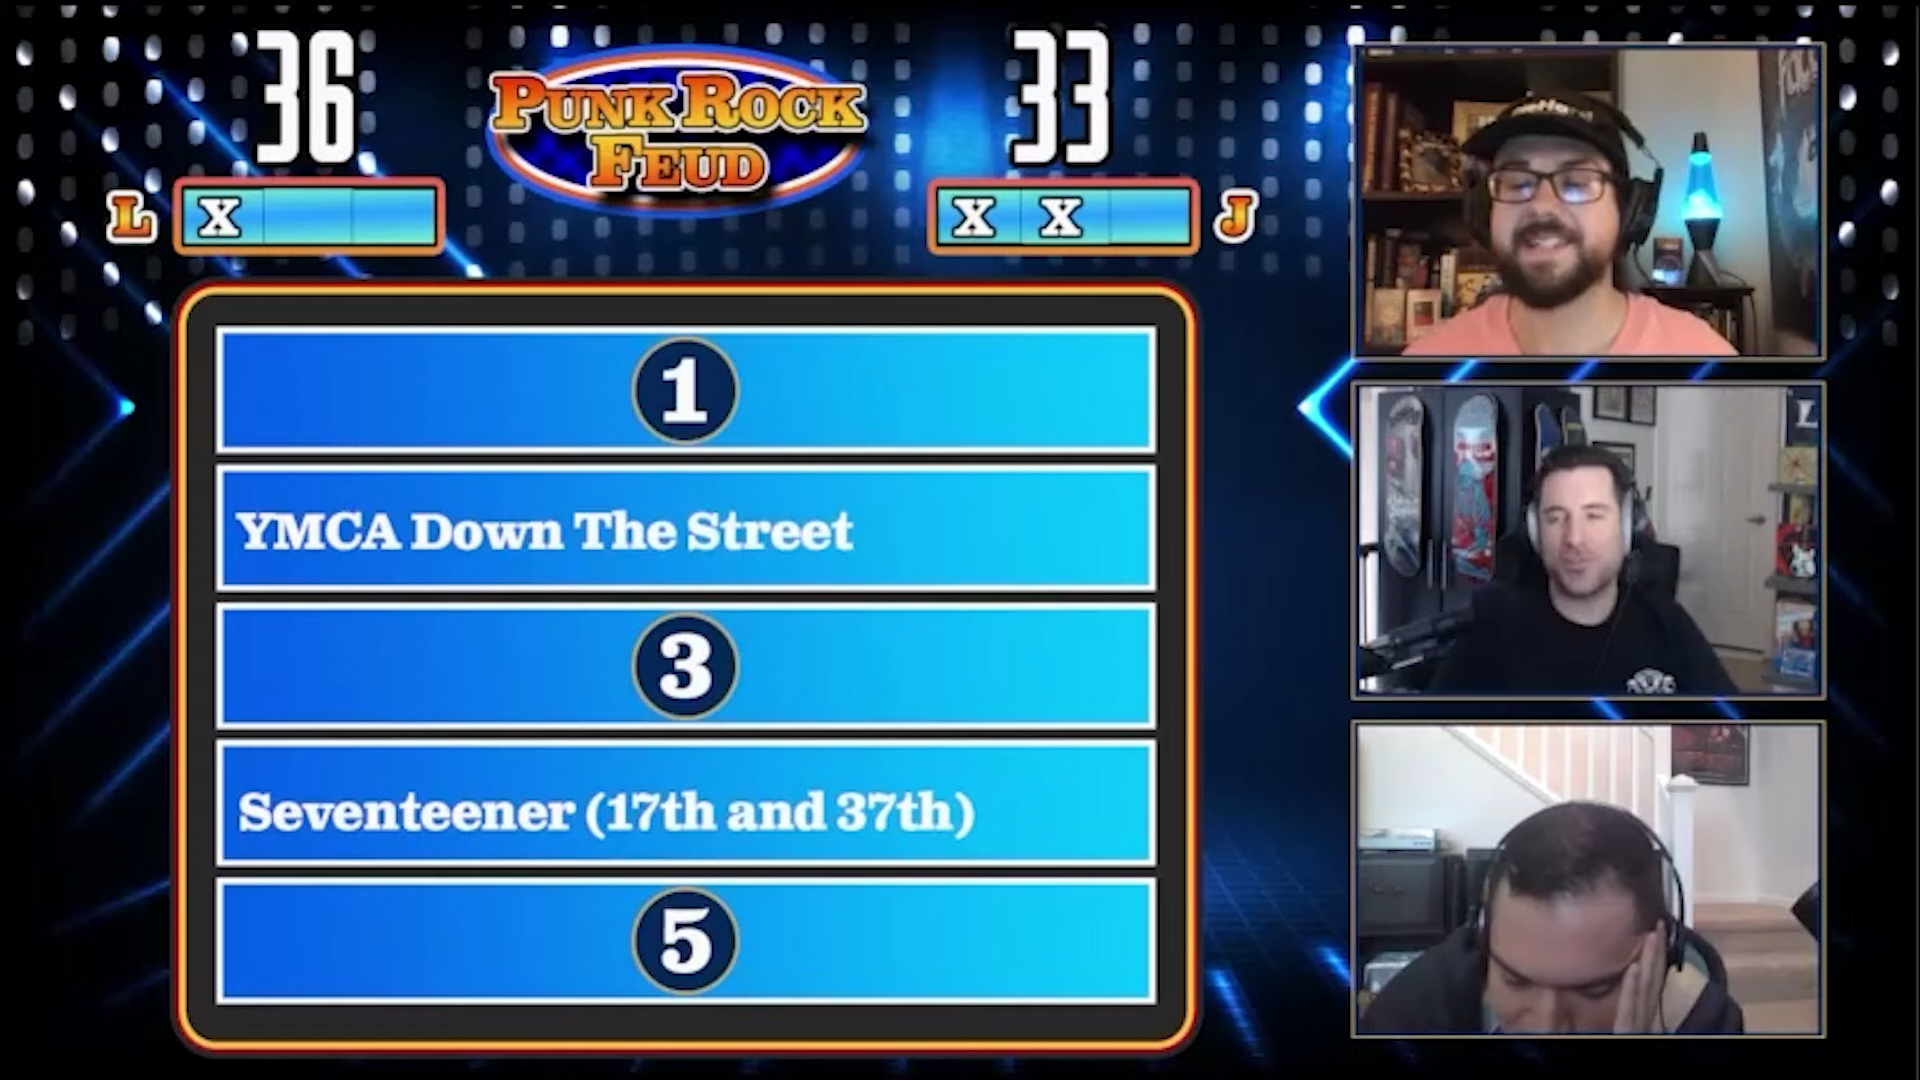 36
PUNK ROCK
FEUD
33
L
X
X X
J
1
YMCA Down The Street
3
Seventeener (17th and 37th)
5